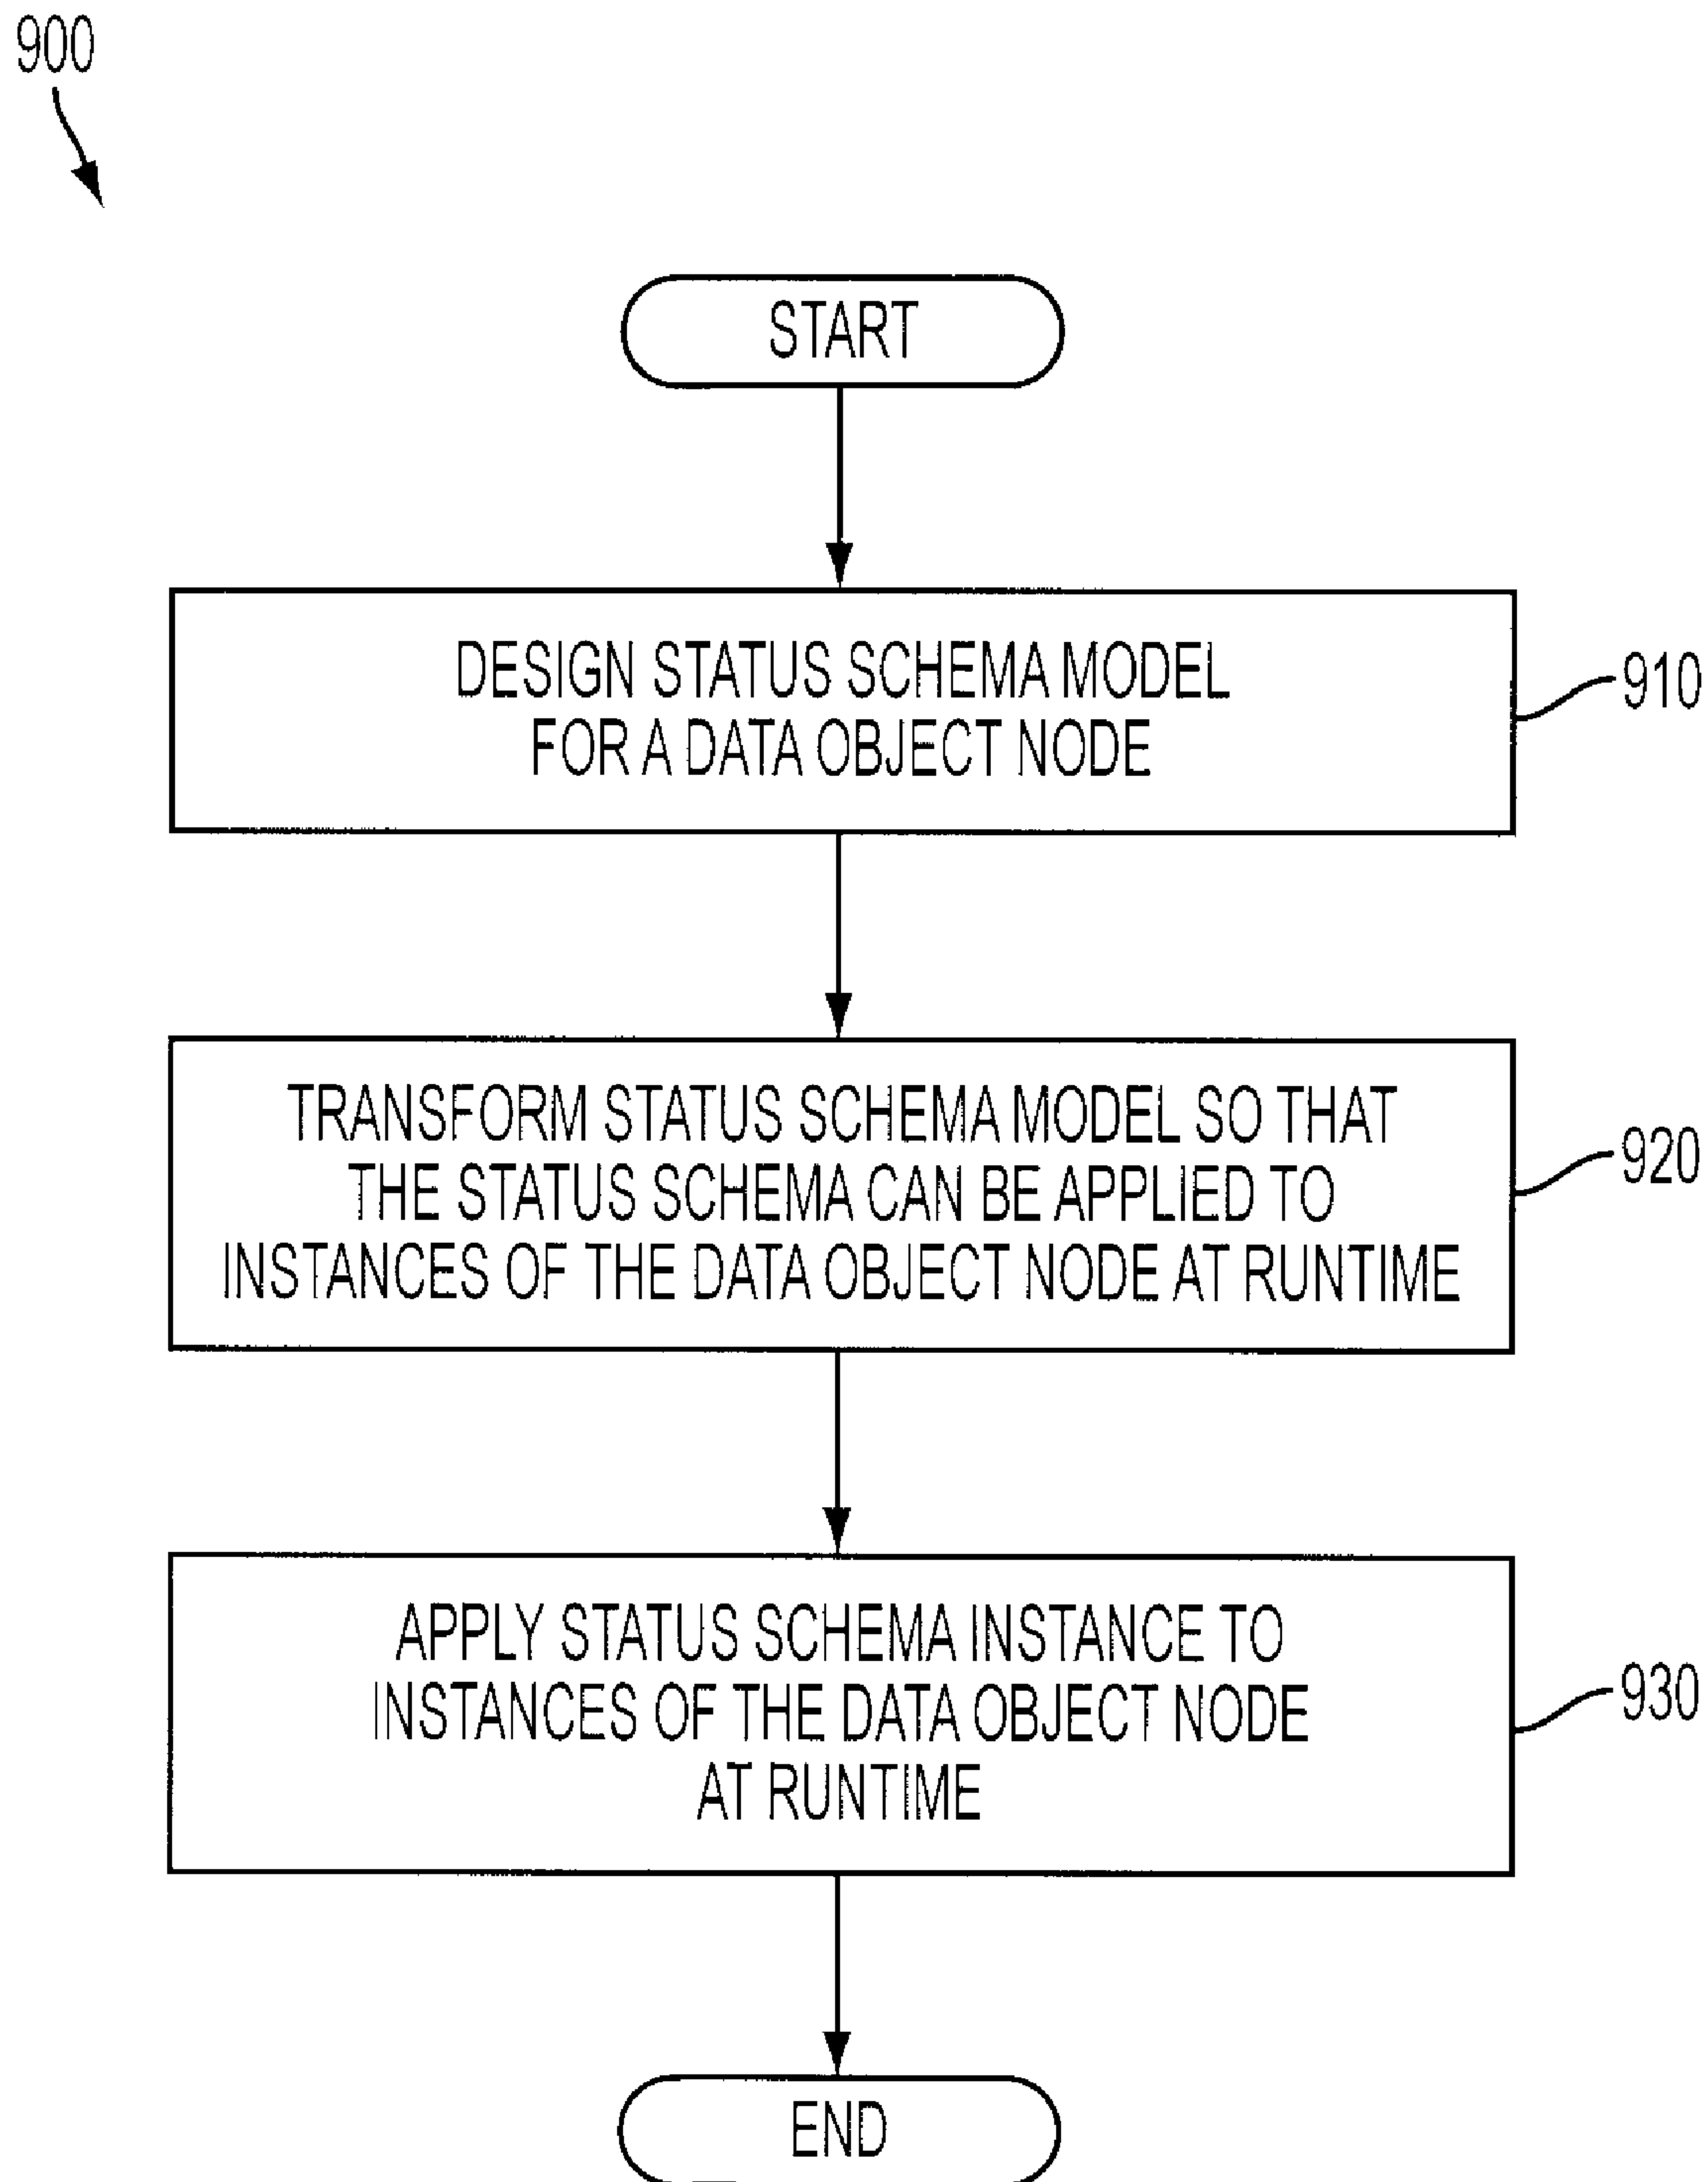 900
START
DESIGN STATUS SCHEMA MODEL
FOR A DATA OBJECT NODE
910
TRANSFORM STATUS SCHEMA MODEL SO THAT
THE STATUS SCHEMA CAN BE APPLIED TO
INSTANCES OF THE DATA OBJECT NODE AT RUNTIME
920
APPLY STATUS SCHEMA INSTANCE TO
INSTANCES OF THE DATA OBJECT NODE
AT RUNTIME
930
END